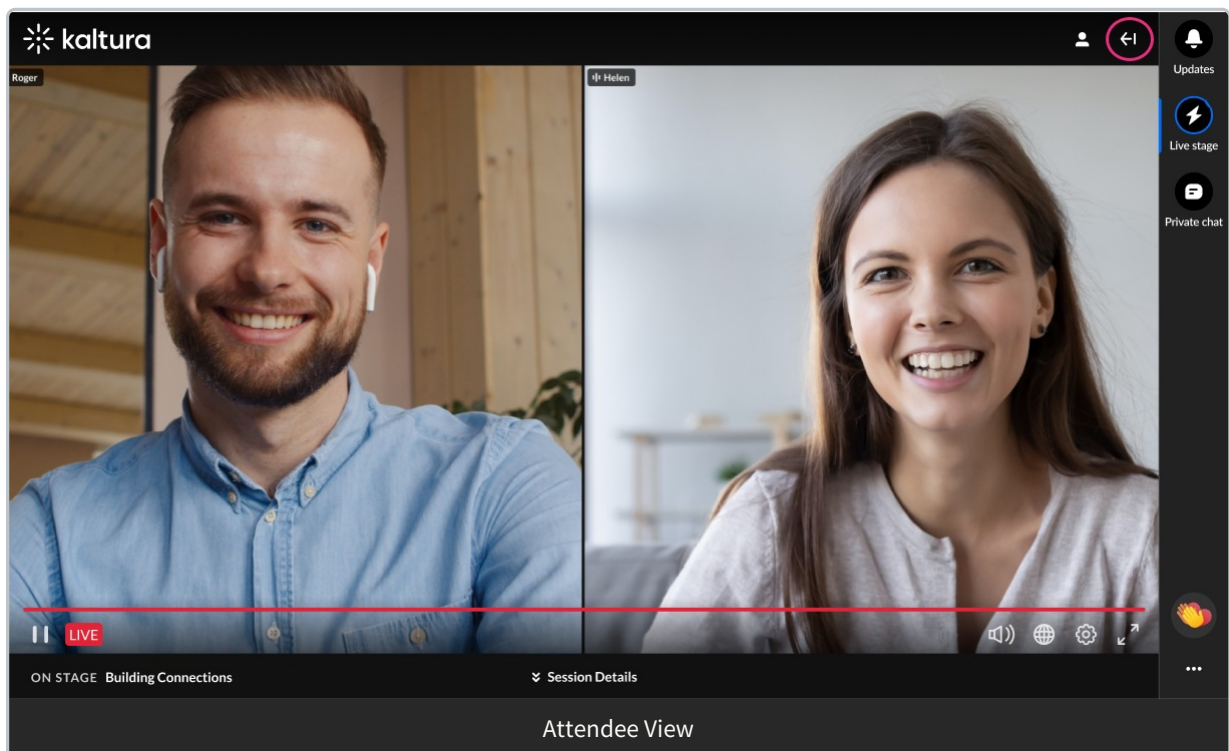 kaltura
Updates
Roger
Helen
Live stage
Private chat
LIVE
ON STAGE Building Connections
Session Details
Attendee View